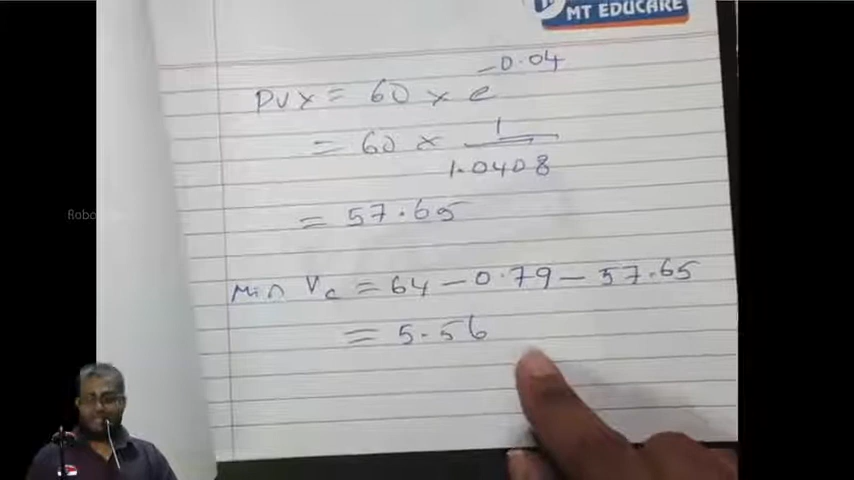 MT EDUCARE
PVX = 60 × e^-0.04
= 60 × 1/1.0408
= 57.65
Min Vc = 64 - 0.79 - 57.65
= 5.56